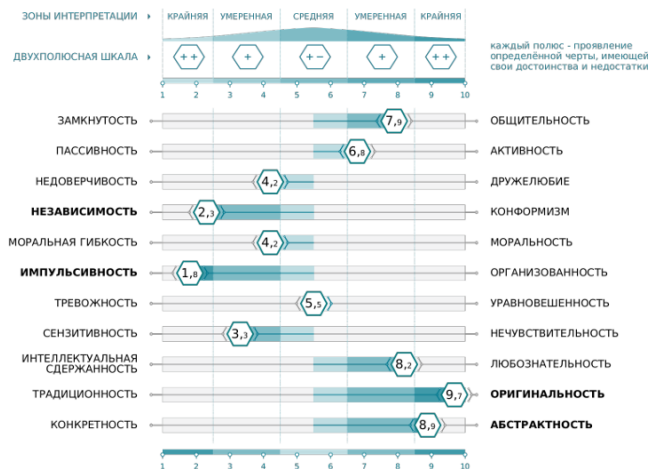 ЗОНЫ ИНТЕРПРЕТАЦИИ КРАЙНЯЯ УМЕРЕННАЯ СРЕДНЯЯ УМЕРЕННАЯ КРАЙНЯЯ
ДВУХПОЛЮСНАЯ ШКАЛА ++ + +− + ++
каждый полюс - проявление
определённой черты, имеющей
свои достоинства и недостатки
1 2 3 4 5 6 7 8 9 10
ЗАМКНУТОСТЬ 7,9 ОБЩИТЕЛЬНОСТЬ
ПАССИВНОСТЬ 6,8 АКТИВНОСТЬ
НЕДОВЕРЧИВОСТЬ 4,2 ДРУЖЕЛЮБИЕ
НЕЗАВИСИМОСТЬ 2,3 КОНФОРМИЗМ
МОРАЛЬНАЯ ГИБКОСТЬ 4,2 МОРАЛЬНОСТЬ
ИМПУЛЬСИВНОСТЬ 1,8 ОРГАНИЗОВАННОСТЬ
ТРЕВОЖНОСТЬ 5,5 УРАВНОВЕШЕННОСТЬ
СЕНЗИТИВНОСТЬ 3,3 НЕЧУВСТВИТЕЛЬНОСТЬ
ИНТЕЛЛЕКТУАЛЬНАЯ
СДЕРЖАННОСТЬ 8,2 ЛЮБОЗНАТЕЛЬНОСТЬ
ТРАДИЦИОННОСТЬ 9,7 ОРИГИНАЛЬНОСТЬ
КОНКРЕТНОСТЬ 8,9 АБСТРАКТНОСТЬ
1 2 3 4 5 6 7 8 9 10